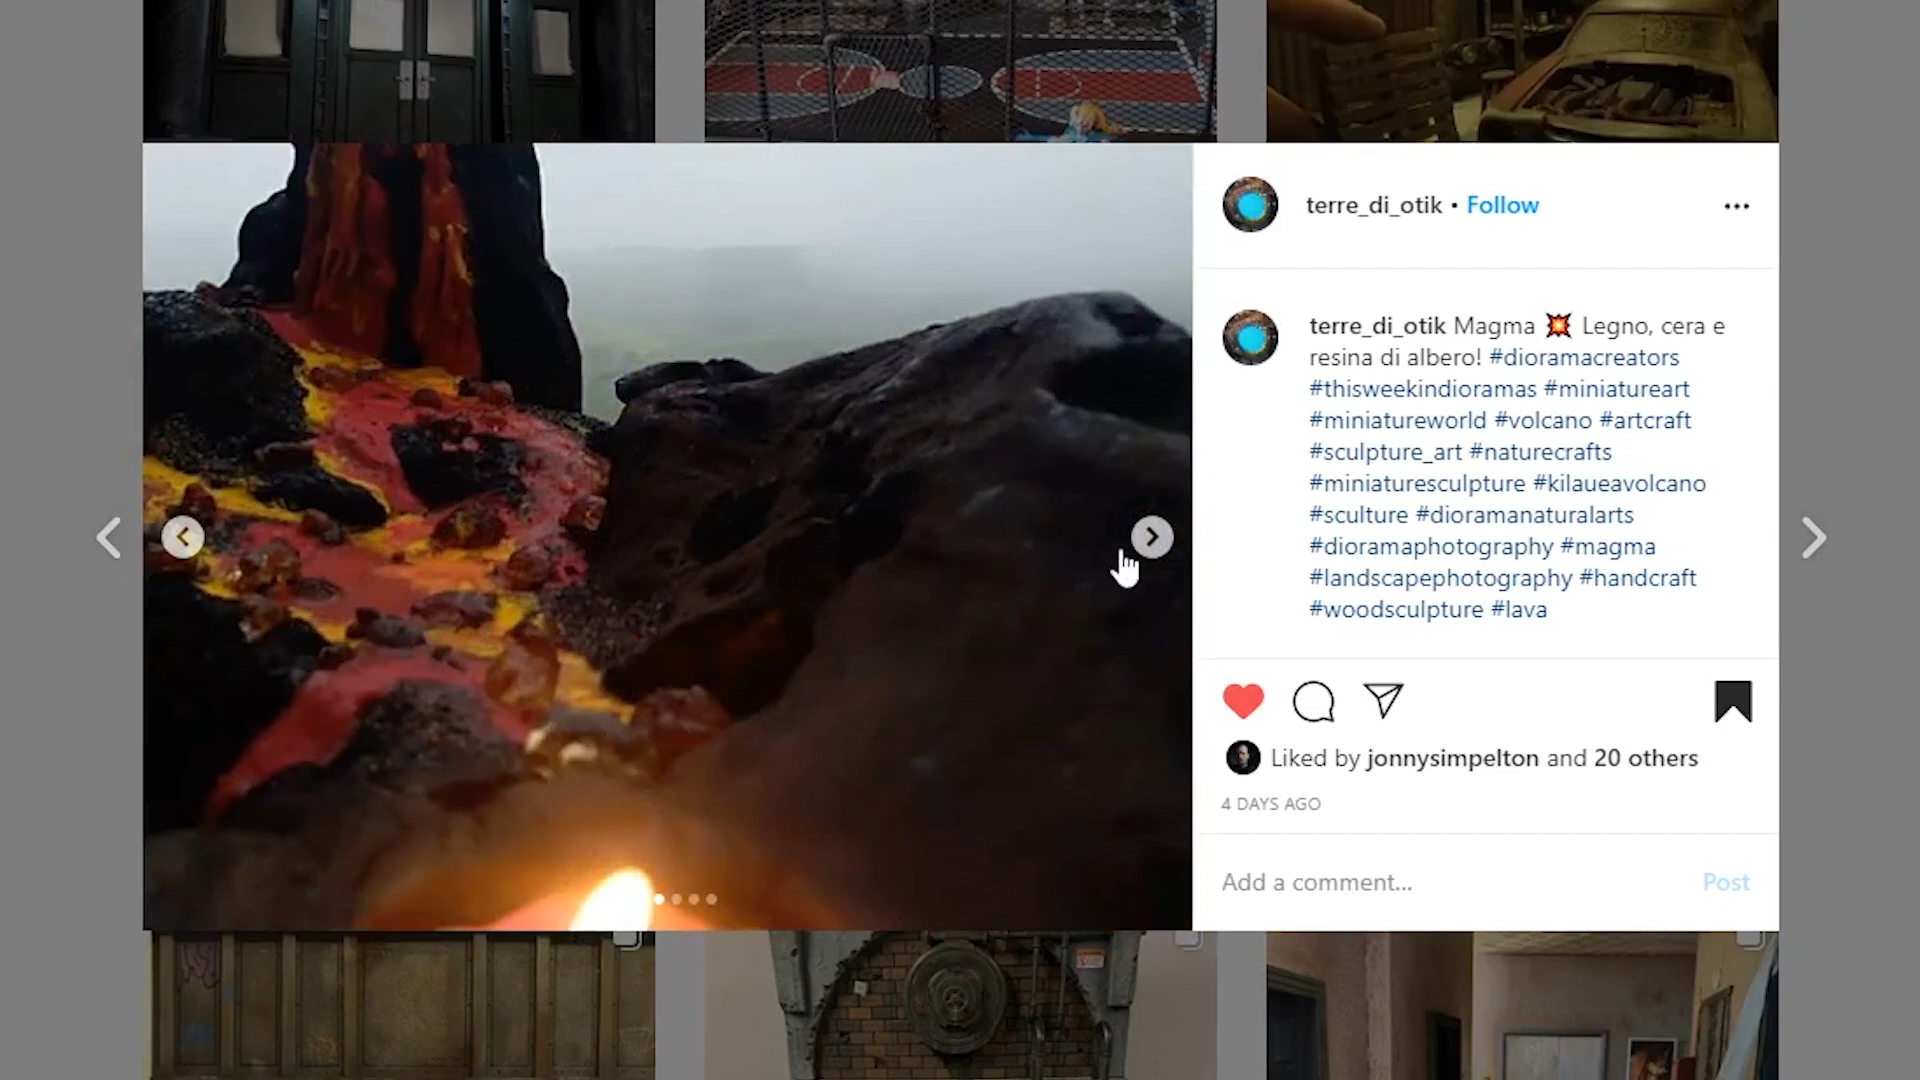 terre_di_otik • Follow
terre_di_otik Magma 💥 Legno, cera e
resina di albero! #dioramacreators
#thisweekindioramas #miniatureart
#miniatureworld #volcano #artcraft
#sculpture_art #naturecrafts
#miniaturesculpture #kilaueavolcano
#sculture #dioramanaturalarts
#dioramaphotography #magma
#landscapephotography #handcraft
#woodsculpture #lava
Liked by jonnysimpelton and 20 others
4 DAYS AGO
Add a comment... Post